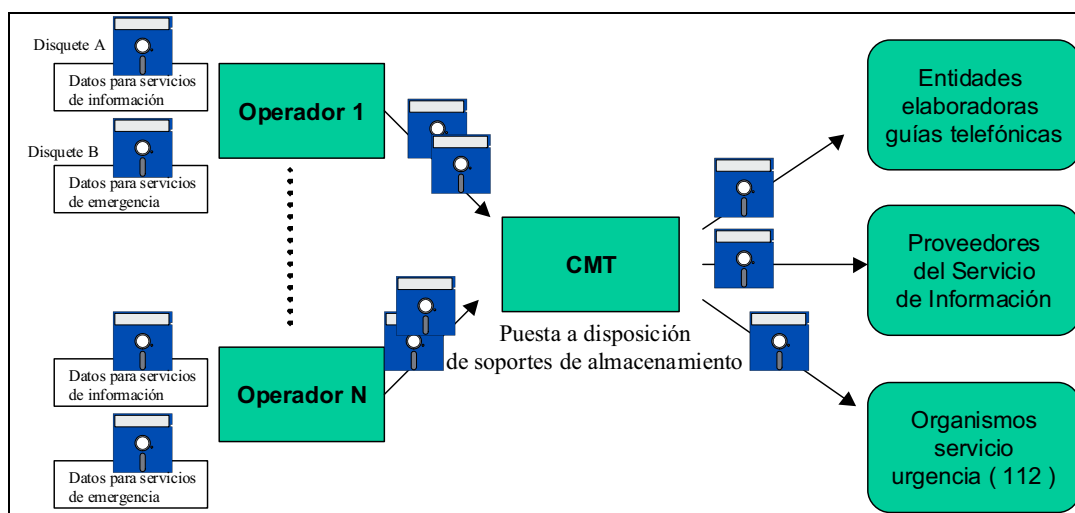 Disquete A
Datos para servicios
de información
Disquete B
Datos para servicios
de emergencia
Operador 1
Datos para servicios
de información
Datos para servicios
de emergencia
Operador N
CMT
Puesta a disposición
de soportes de almacenamiento
Entidades
elaboradoras
guías telefónicas
Proveedores
del Servicio
de Información
Organismos
servicio
urgencia ( 112 )